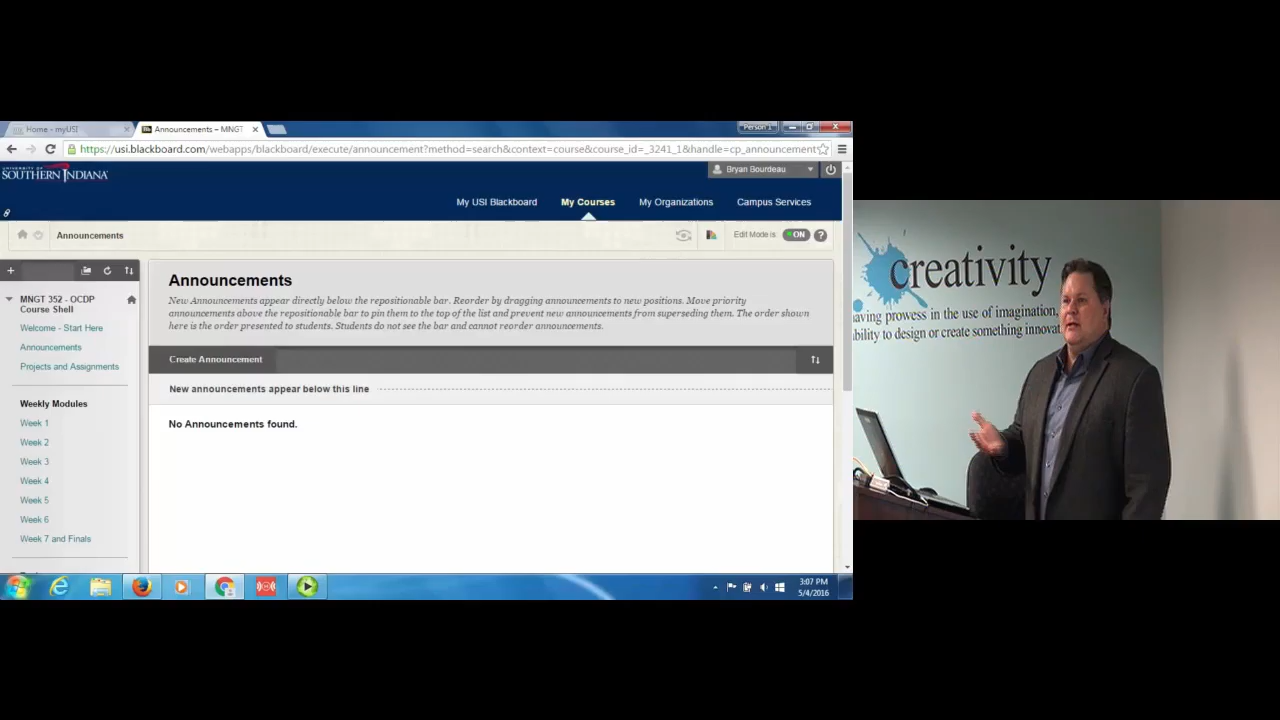 Home - myUSI
Announcements – MNGT
Person 1
https://usi.blackboard.com/webapps/blackboard/execute/announcement?method=search&context=course&course_id=_3241_1&handle=cp_announcement
UNIVERSITY OF
SOUTHERN INDIANA
Bryan Bourdeau
My USI Blackboard
My Courses
My Organizations
Campus Services
Announcements
Edit Mode is:
ON
?
MNGT 352 - OCDP
Course Shell
Welcome - Start Here
Announcements
Projects and Assignments
Weekly Modules
Week 1
Week 2
Week 3
Week 4
Week 5
Week 6
Week 7 and Finals
Announcements
New Announcements appear directly below the repositionable bar. Reorder by dragging announcements to new positions. Move priority
announcements above the repositionable bar to pin them to the top of the list and prevent new announcements from superseding them. The order shown
here is the order presented to students. Students do not see the bar and cannot reorder announcements.
Create Announcement
New announcements appear below this line
No Announcements found.
3:07 PM
5/4/2016
creativity
having prowess in the use of imagination,
ability to design or create something innovat